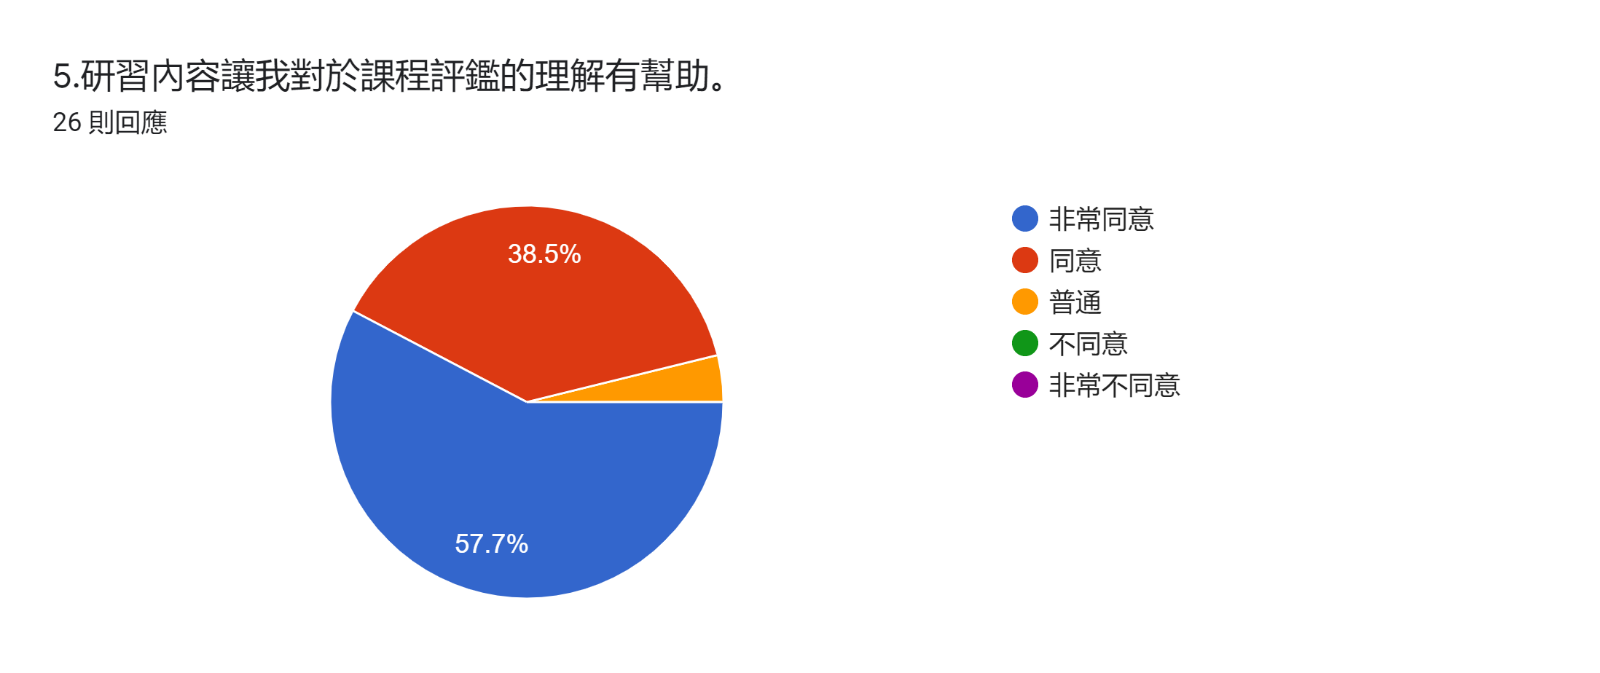 5.研習內容讓我對於課程評鑑的理解有幫助。
26 則回應
38.5%
57.7%
非常同意
同意
普通
不同意
非常不同意